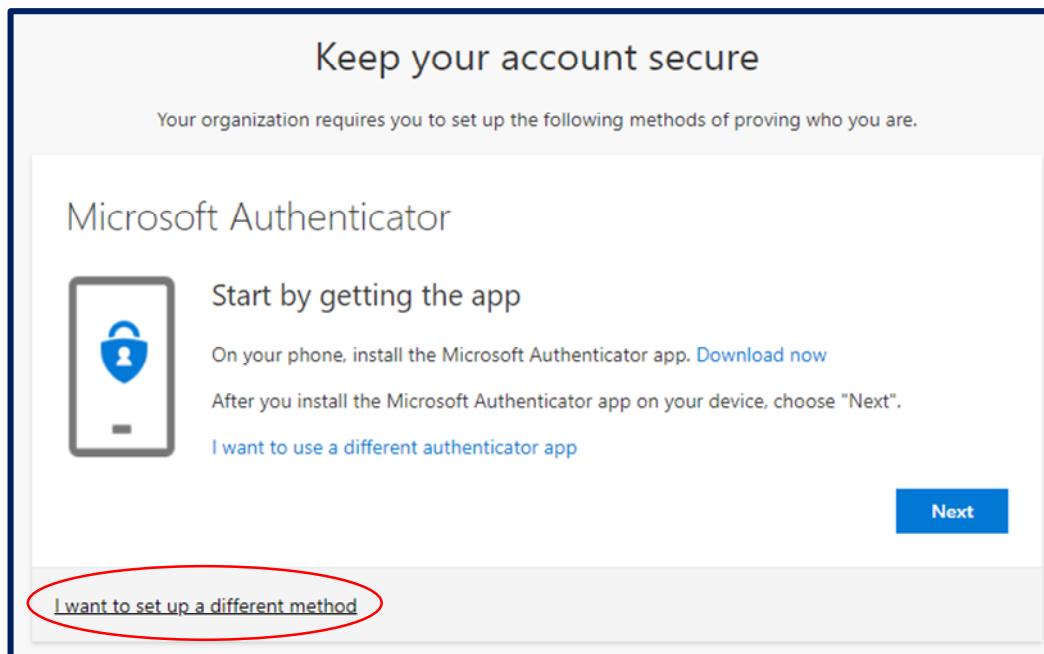 Keep your account secure
Your organization requires you to set up the following methods of proving who you are.
Microsoft Authenticator
Start by getting the app
On your phone, install the Microsoft Authenticator app. Download now
After you install the Microsoft Authenticator app on your device, choose "Next".
I want to use a different authenticator app
Next
I want to set up a different method